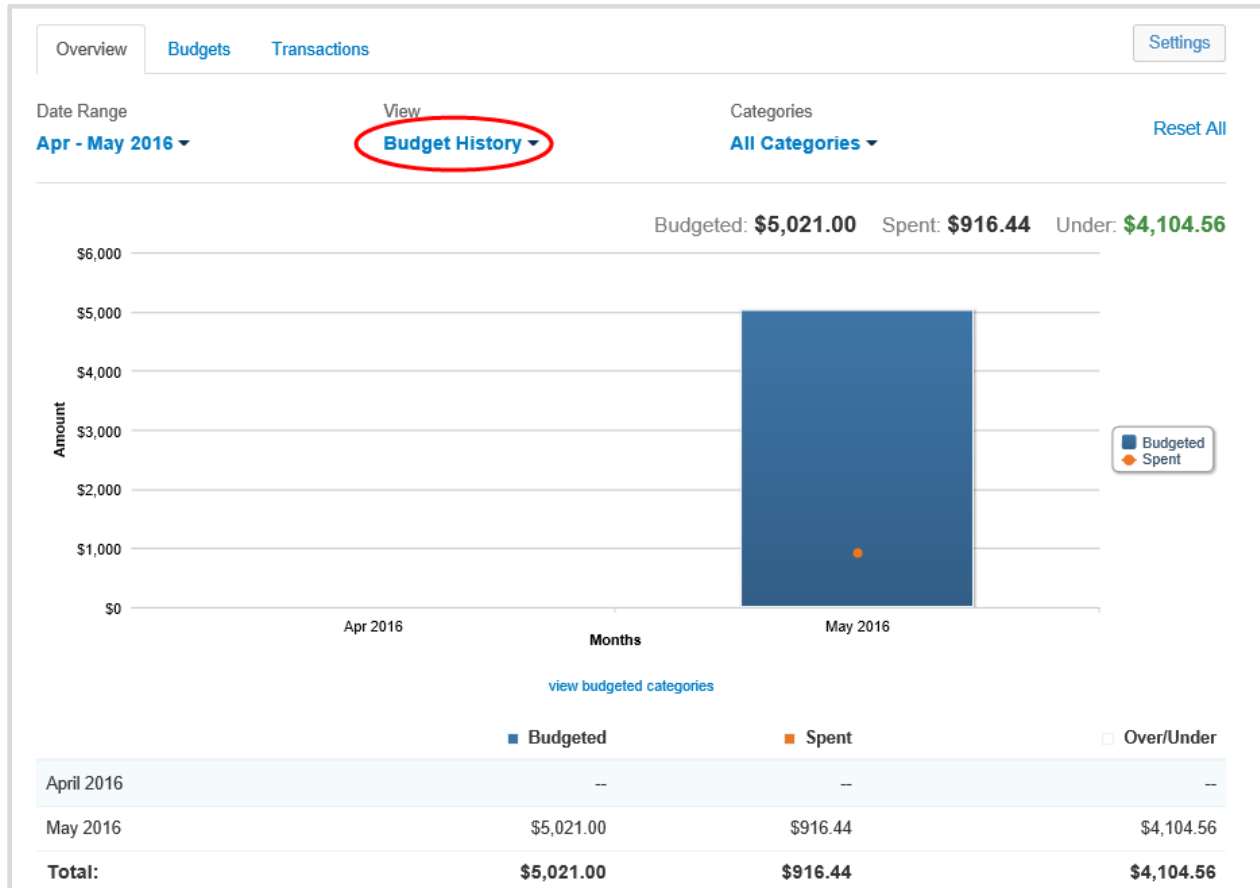 Overview Budgets Transactions Settings
Date Range View Categories
Apr - May 2016 Budget History All Categories Reset All
Budgeted: $5,021.00 Spent: $916.44 Under: $4,104.56
$6,000
$5,000
$4,000
$3,000
$2,000
$1,000
$0
Amount
Budgeted
Spent
Apr 2016 May 2016
Months
view budgeted categories
Budgeted Spent Over/Under
April 2016 -- -- --
May 2016 $5,021.00 $916.44 $4,104.56
Total: $5,021.00 $916.44 $4,104.56